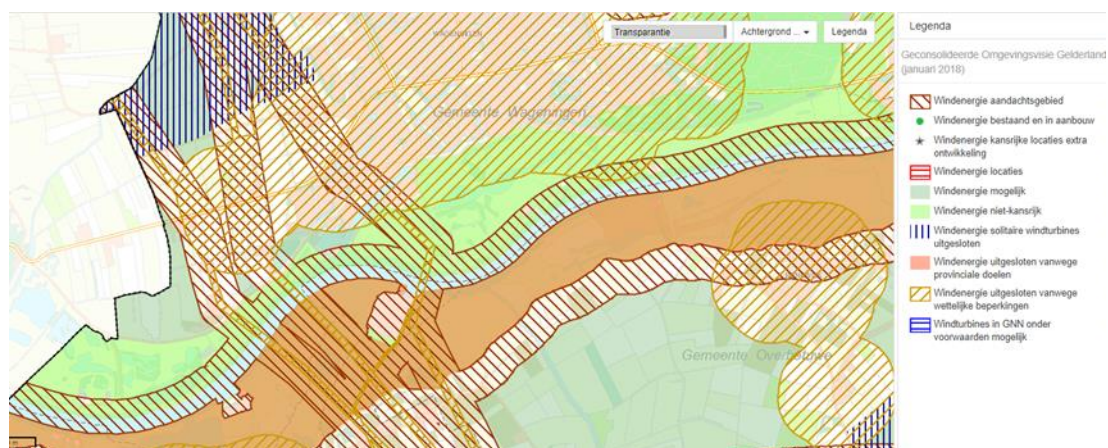 Transparantie
Achtergrond ...
Legenda
Gemeente Wageningen
Gemeente Overbetuwe
Legenda
Geconsolideerde Omgevingsvisie Gelderland
(januari 2018)
Windenergie aandachtsgebied
Windenergie bestaand en in aanbouw
Windenergie kansrijke locaties extra
ontwikkeling
Windenergie locaties
Windenergie mogelijk
Windenergie niet-kansrijk
Windenergie solitaire windturbines
uitgesloten
Windenergie uitgesloten vanwege
provinciale doelen
Windenergie uitgesloten vanwege
wettelijke beperkingen
Windturbines in GNN onder
voorwaarden mogelijk